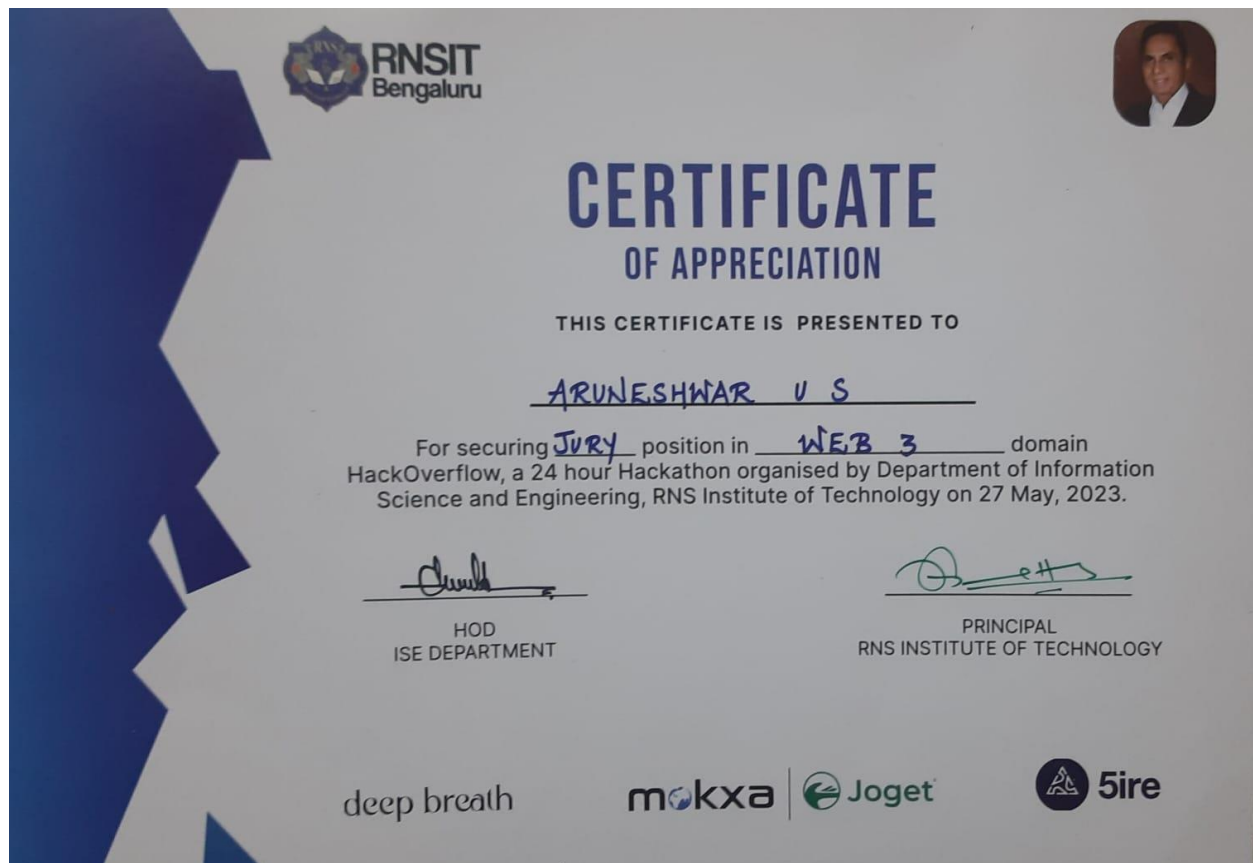 RNS
RNSIT
Bengaluru
CERTIFICATE
OF APPRECIATION
THIS CERTIFICATE IS PRESENTED TO
ARUNESHWAR U S
For securing JURY position in WEB 3 domain
HackOverflow, a 24 hour Hackathon organised by Department of Information
Science and Engineering, RNS Institute of Technology on 27 May, 2023.
HOD
ISE DEPARTMENT
PRINCIPAL
RNS INSTITUTE OF TECHNOLOGY
deep breath
mokxa
Joget
5ire